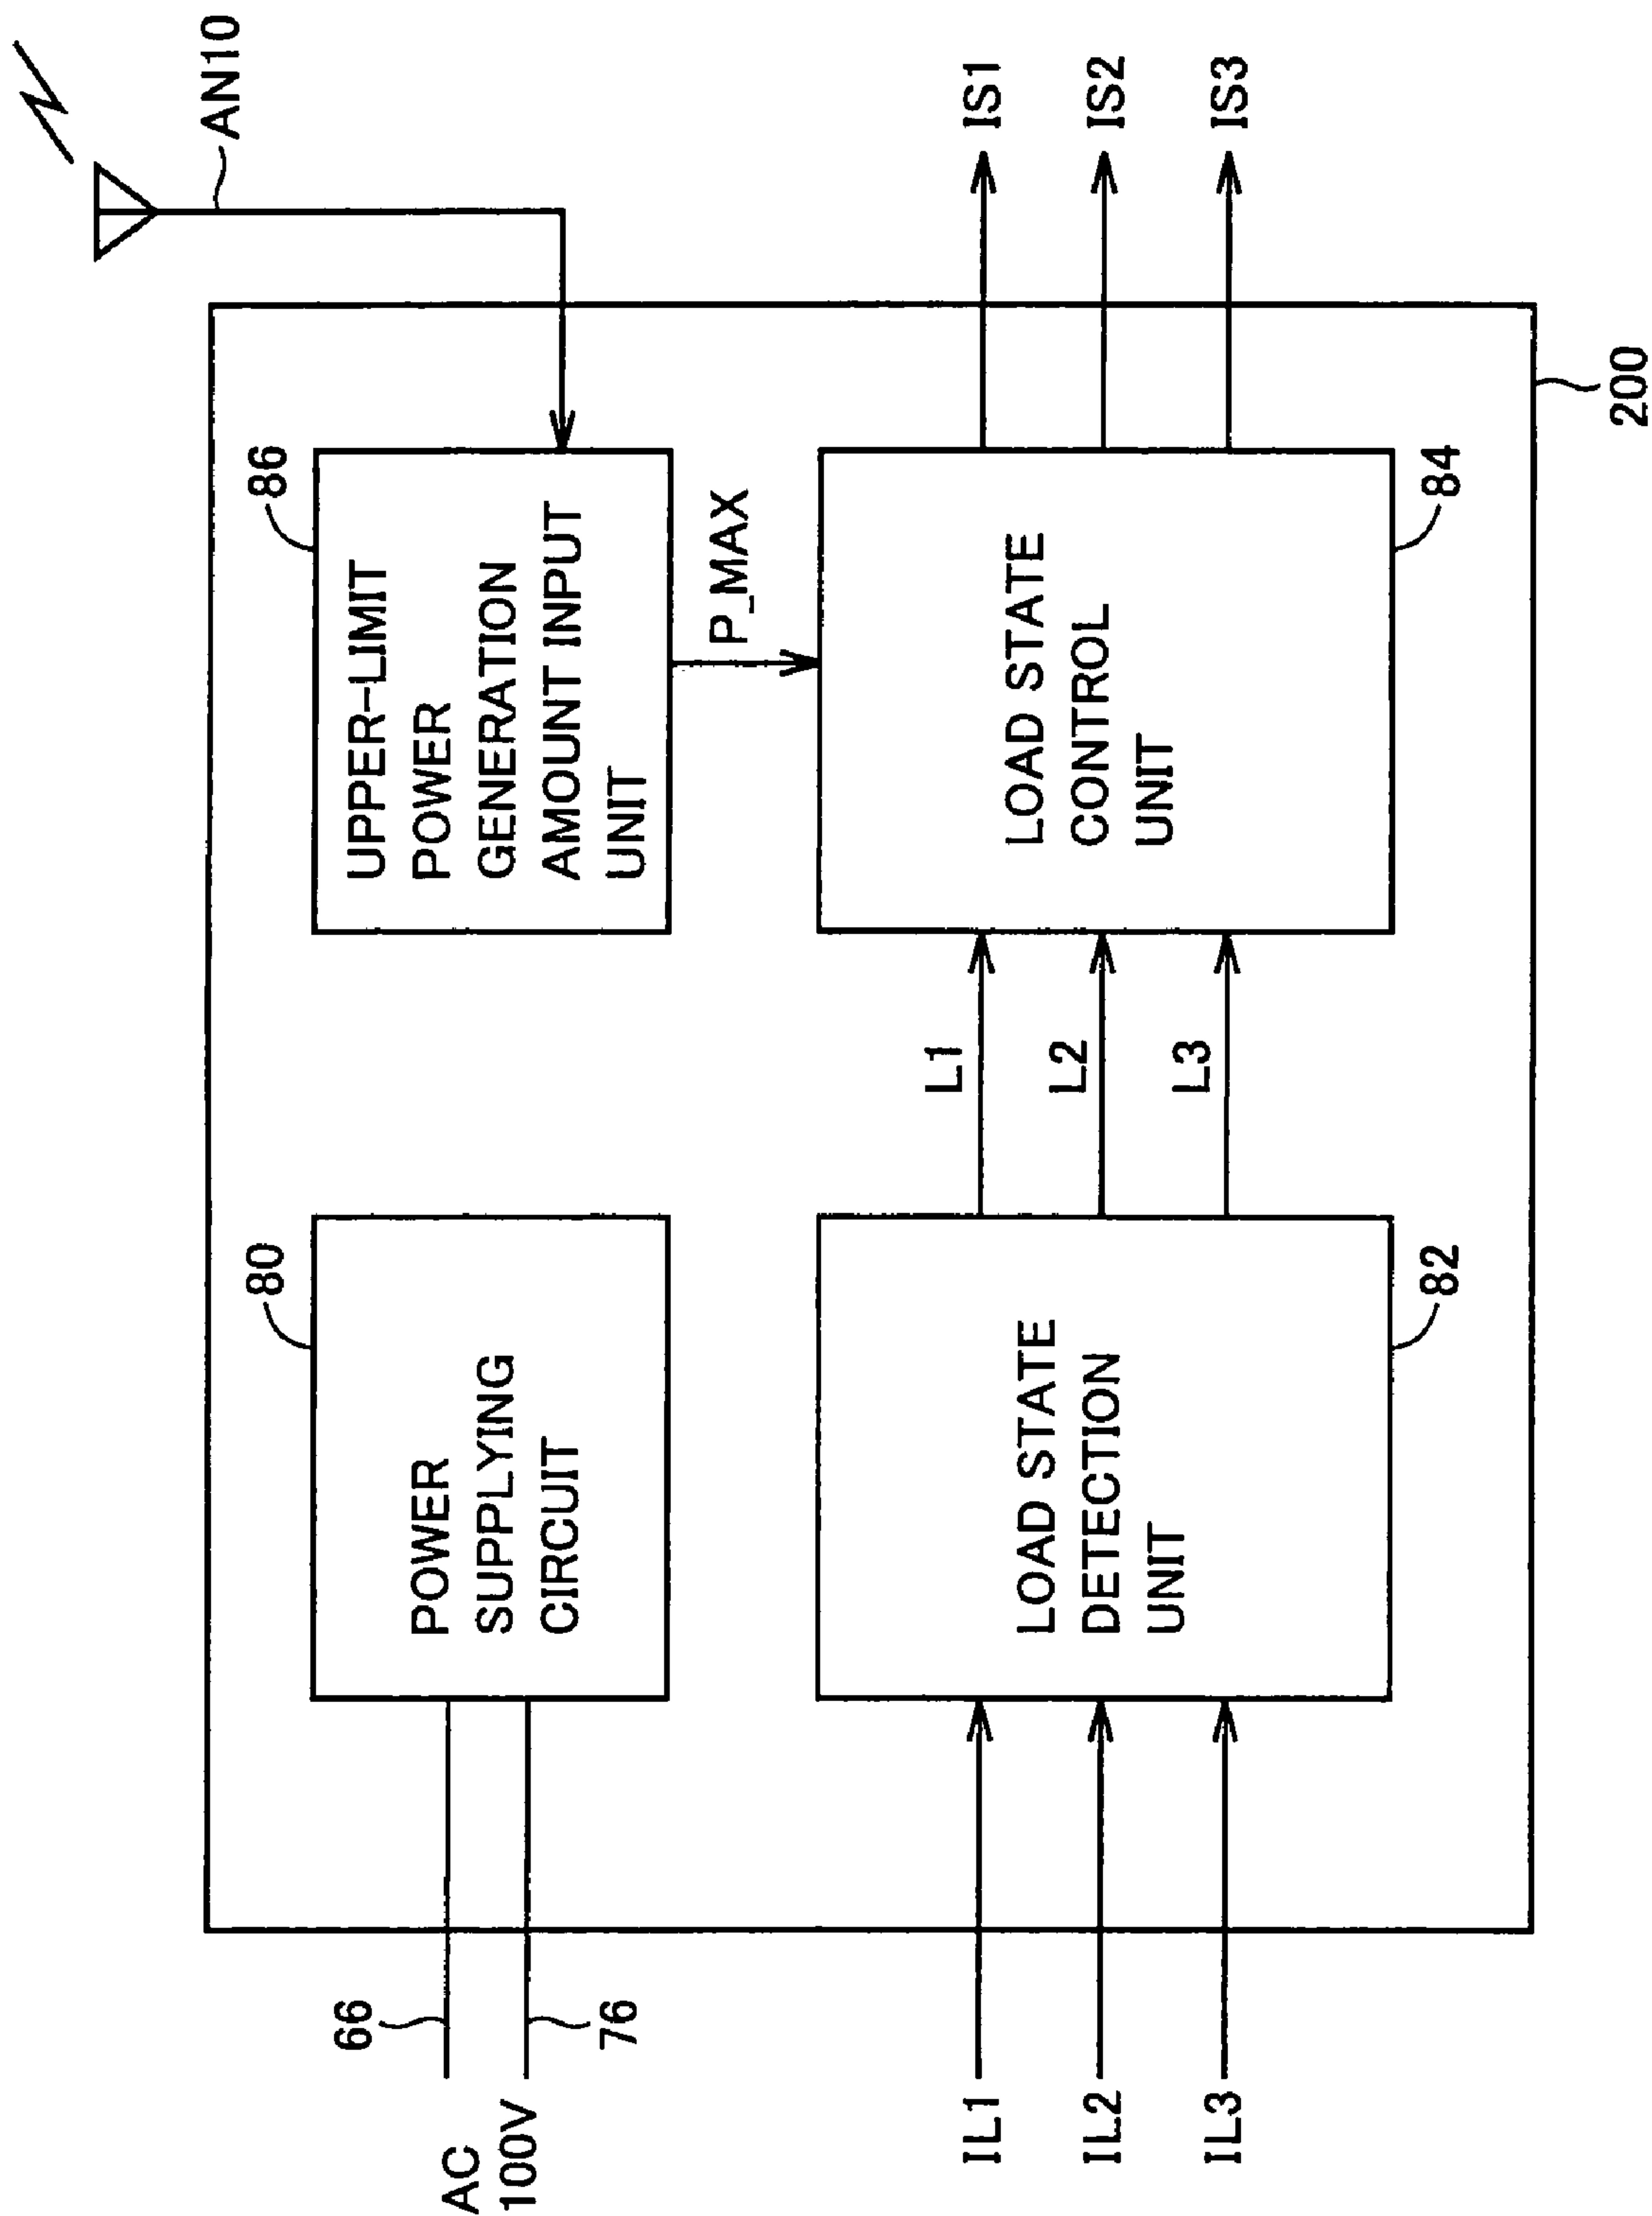 AN10
86
UPPER-LIMIT
POWER
GENERATION
AMOUNT INPUT
UNIT
80
POWER
SUPPLYING
CIRCUIT
66
AC
100V
76
P_MAX
IL1
IL2
IL3
LOAD STATE
DETECTION
UNIT
82
L1
L2
L3
LOAD STATE
CONTROL
UNIT
84
IS1
IS2
IS3
200